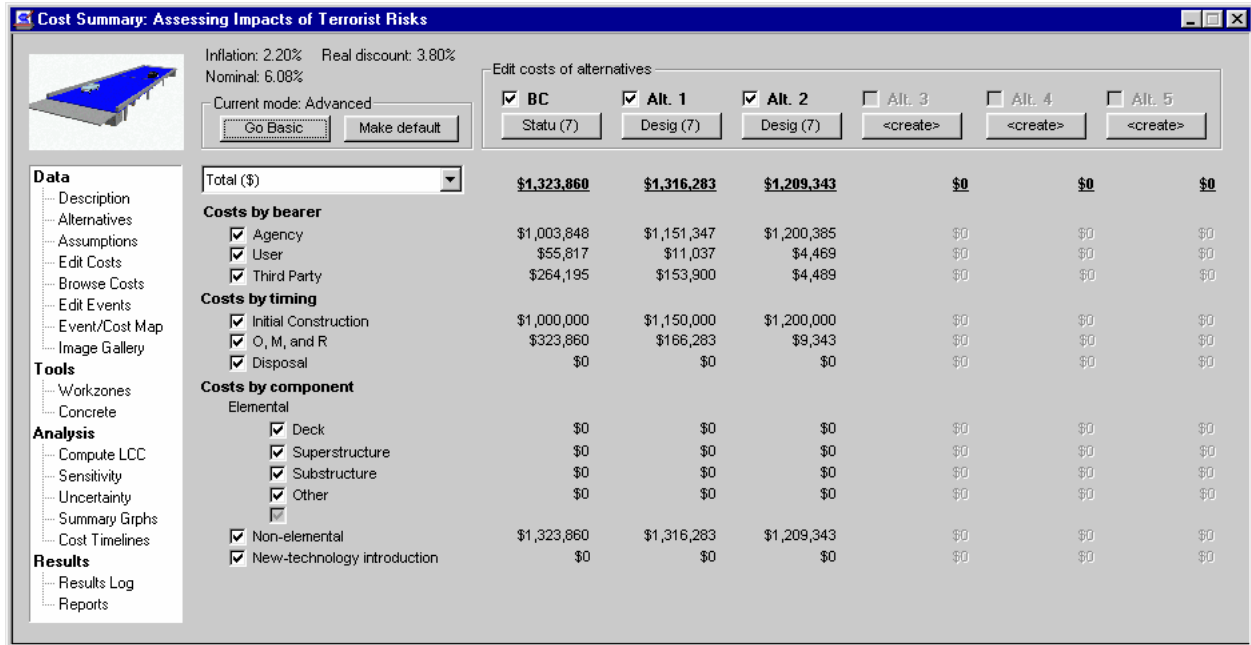 Cost Summary: Assessing Impacts of Terrorist Risks
Inflation: 2.20% Real discount: 3.80%
Nominal: 6.08%
Current mode: Advanced
Go Basic Make default
Edit costs of alternatives
BC Alt. 1 Alt. 2 Alt. 3 Alt. 4 Alt. 5
Statu (7) Desig (7) Desig (7) <create> <create> <create>
Data
Description
Alternatives
Assumptions
Edit Costs
Browse Costs
Edit Events
Event/Cost Map
Image Gallery
Tools
Workzones
Concrete
Analysis
Compute LCC
Sensitivity
Uncertainty
Summary Grphs
Cost Timelines
Results
Results Log
Reports
Total ($) $1,323,860 $1,316,283 $1,209,343 $0 $0 $0
Costs by bearer
Agency $1,003,848 $1,151,347 $1,200,385 $0 $0 $0
User $55,817 $11,037 $4,469 $0 $0 $0
Third Party $264,195 $153,900 $4,489 $0 $0 $0
Costs by timing
Initial Construction $1,000,000 $1,150,000 $1,200,000 $0 $0 $0
O, M, and R $323,860 $166,283 $9,343 $0 $0 $0
Disposal $0 $0 $0 $0 $0 $0
Costs by component
Elemental
Deck $0 $0 $0 $0 $0 $0
Superstructure $0 $0 $0 $0 $0 $0
Substructure $0 $0 $0 $0 $0 $0
Other $0 $0 $0 $0 $0 $0
Non-elemental $1,323,860 $1,316,283 $1,209,343 $0 $0 $0
New-technology introduction $0 $0 $0 $0 $0 $0